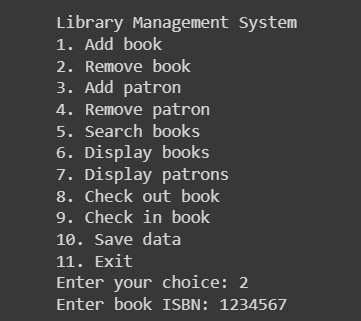 Library Management System
1. Add book
2. Remove book
3. Add patron
4. Remove patron
5. Search books
6. Display books
7. Display patrons
8. Check out book
9. Check in book
10. Save data
11. Exit
Enter your choice: 2
Enter book ISBN: 1234567